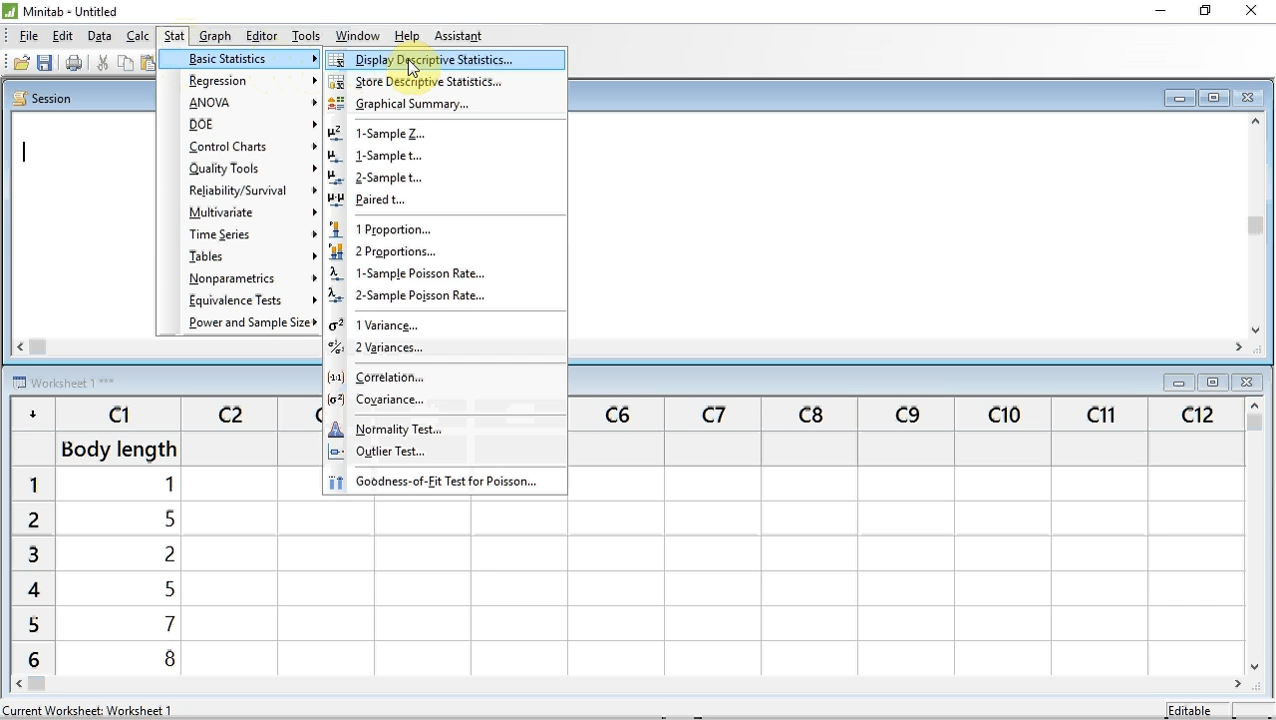 Minitab - Untitled
File Edit Data Calc Stat Graph Editor Tools Window Help Assistant
Basic Statistics
Regression
ANOVA
DOE
Control Charts
Quality Tools
Reliability/Survival
Multivariate
Time Series
Tables
Nonparametrics
Equivalence Tests
Power and Sample Size
Display Descriptive Statistics...
Store Descriptive Statistics...
Graphical Summary...
1-Sample Z...
1-Sample t...
2-Sample t...
Paired t...
1 Proportion...
2 Proportions...
1-Sample Poisson Rate...
2-Sample Poisson Rate...
1 Variance...
2 Variances...
Correlation...
Covariance...
Normality Test...
Outlier Test...
Goodness-of-Fit Test for Poisson...
Session
Worksheet 1 ***
C1 C2 C C6 C7 C8 C9 C10 C11 C12
Body length
1 1
2 5
3 2
4 5
5 7
6 8
Current Worksheet: Worksheet 1 Editable